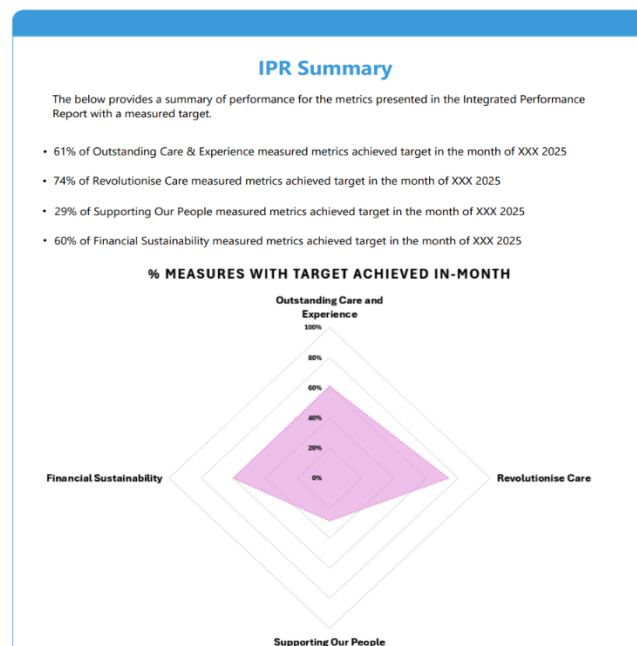 IPR Summary
The below provides a summary of performance for the metrics presented in the Integrated Performance
Report with a measured target.
• 61% of Outstanding Care & Experience measured metrics achieved target in the month of XXX 2025
• 74% of Revolutionise Care measured metrics achieved target in the month of XXX 2025
• 29% of Supporting Our People measured metrics achieved target in the month of XXX 2025
• 60% of Financial Sustainability measured metrics achieved target in the month of XXX 2025
% MEASURES WITH TARGET ACHIEVED IN-MONTH
Outstanding Care and
Experience
100%
80%
60%
40%
20%
Financial Sustainability
0%
Revolutionise Care
Supporting Our People